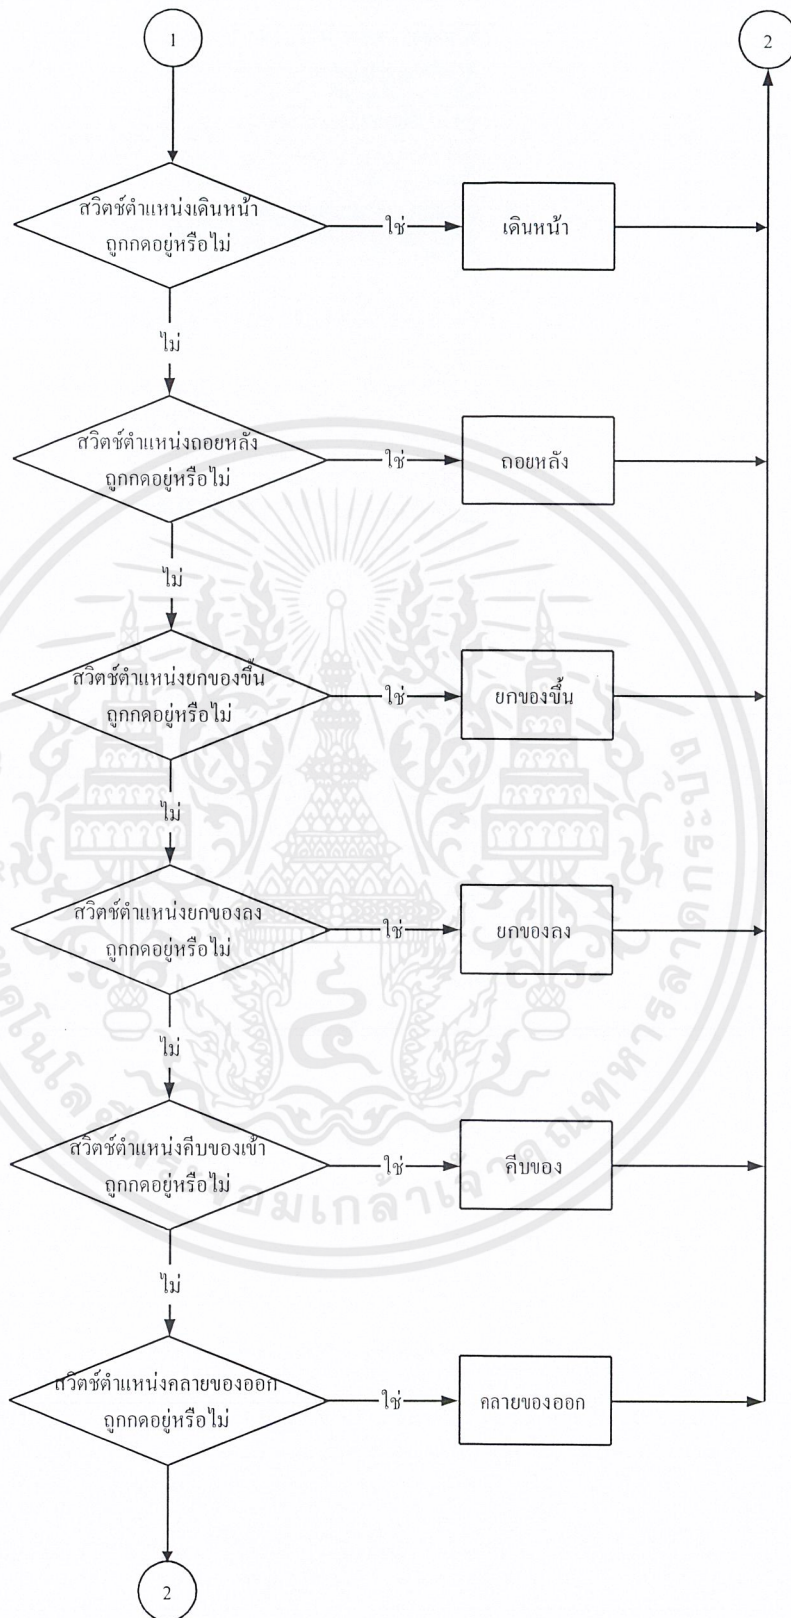 1
2
สวิตช์ตำแหน่งเดินหน้า
ถูกกดอยู่หรือไม่
ใช่
เดินหน้า
ไม่
สวิตช์ตำแหน่งถอยหลัง
ถูกกดอยู่หรือไม่
ใช่
ถอยหลัง
ไม่
สวิตช์ตำแหน่งยกของขึ้น
ถูกกดอยู่หรือไม่
ใช่
ยกของขึ้น
ไม่
สวิตช์ตำแหน่งยกของลง
ถูกกดอยู่หรือไม่
ใช่
ยกของลง
ไม่
สวิตช์ตำแหน่งคีบของเข้า
ถูกกดอยู่หรือไม่
ใช่
คีบของ
ไม่
สวิตช์ตำแหน่งคลายของออก
ถูกกดอยู่หรือไม่
ใช่
คลายของออก
2